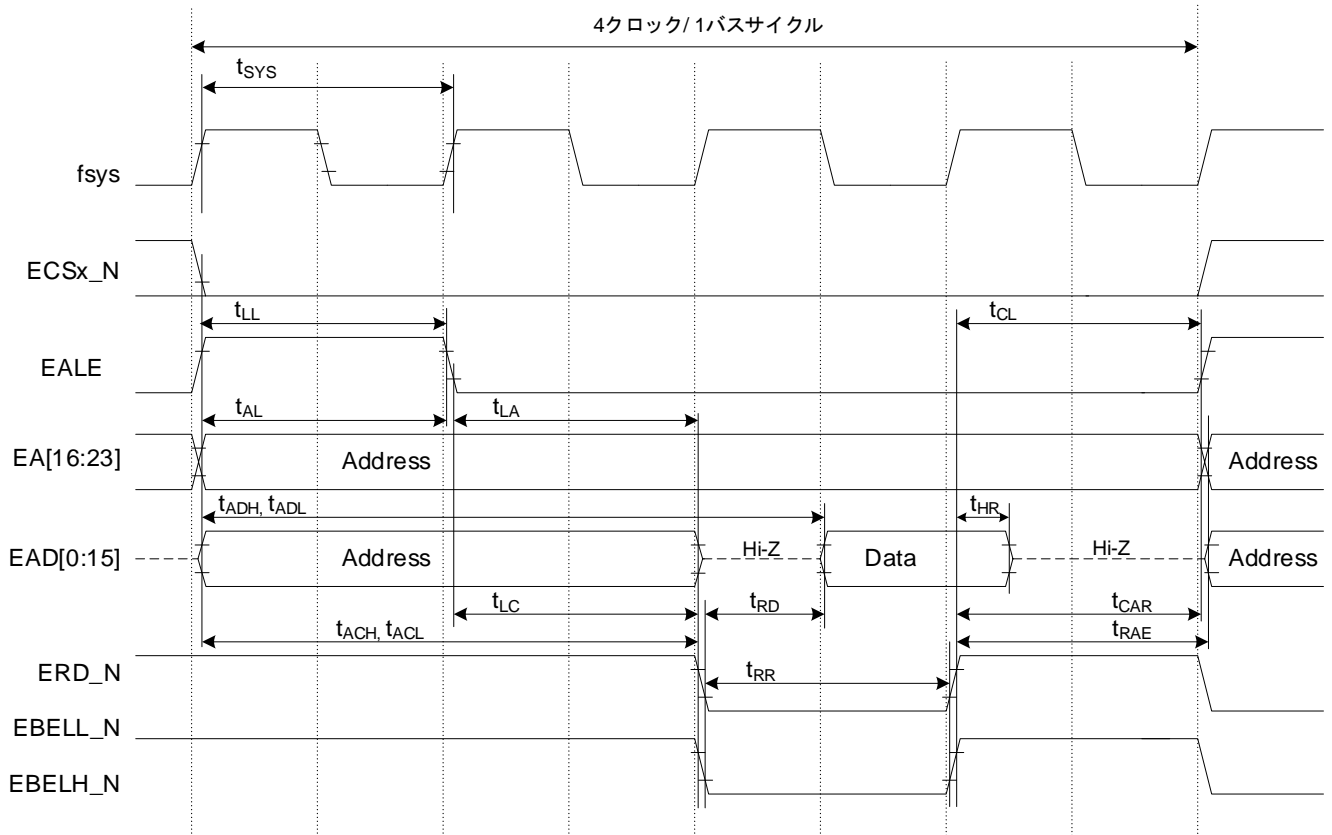 4クロック/ 1バスサイクル
tSYS
fsys
ECSx_N
tLL
tCL
EALE
tAL
tLA
EA[16:23]
Address
Address
tADH, tADL
tHR
EAD[0:15]
Address
Hi-Z
Data
Hi-Z
Address
tLC
tRD
tCAR
tACH, tACL
tRAE
ERD_N
tRR
EBELL_N
EBELH_N